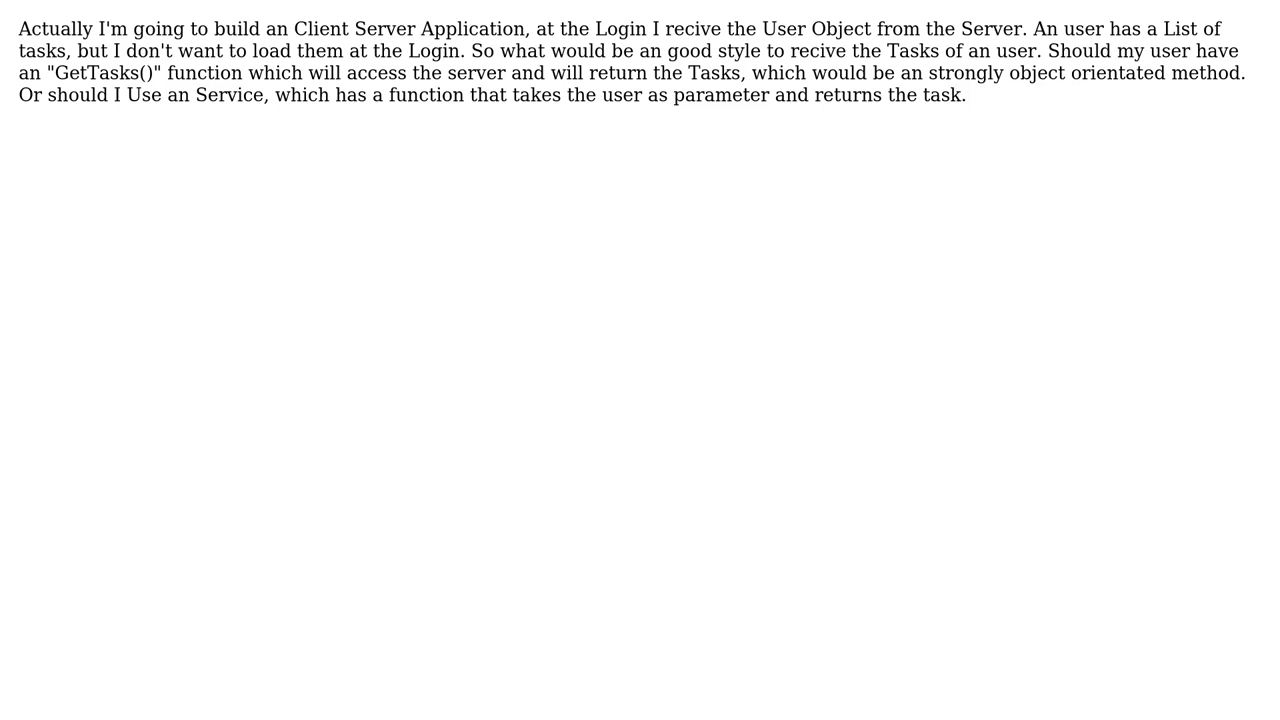 Actually I'm going to build an Client Server Application, at the Login I recive the User Object from the Server. An user has a List of
tasks, but I don't want to load them at the Login. So what would be an good style to recive the Tasks of an user. Should my user have
an "GetTasks()" function which will access the server and will return the Tasks, which would be an strongly object orientated method.
Or should I Use an Service, which has a function that takes the user as parameter and returns the task.